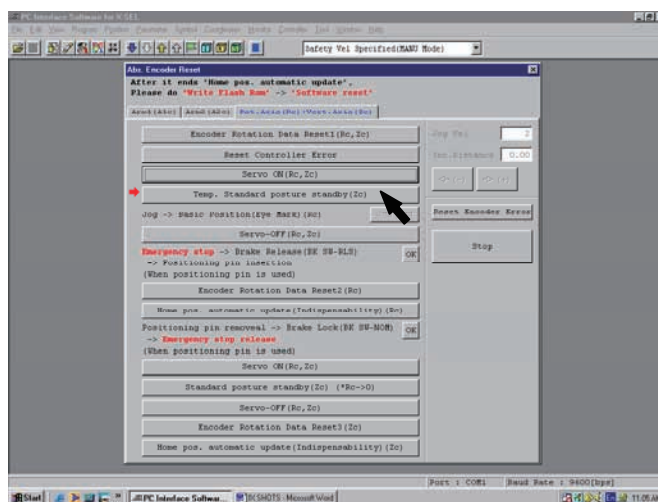 PC Interface Software for X-SEL
Safety Vel Specified(MANU Mode)
Abs. Encoder Reset
After it ends "Home pos. automatic update",
Please do "Write Flash Rom" -> "Software reset"
Encoder Rotation Data Reset1(Rc,Zc)
Reset Controller Error
Servo ON(Rc,Zc)
Temp. Standard posture standby(Zc)
Jog -> Basic Position(Eye Mark)(Rc)
Servo-OFF(Rc,Zc)
Emergency stop -> Brake Release(BK SW-RLS)
-> Positioning pin insertion
(When positioning pin is used)
OK
Encoder Rotation Data Reset2(Rc)
Home pos. automatic update(Indispensability)(Rc)
Positioning pin removeal -> Brake Lock(BK SW-NOM)
-> Emergency stop release
(When positioning pin is used)
OK
Servo ON(Rc,Zc)
Standard posture standby(Zc) (*Rc->0)
Servo-OFF(Rc,Zc)
Encoder Rotation Data Reset3(Zc)
Home pos. automatic update(Indispensability)(Zc)
Jog Vel
2
Inc.Distance
0.00
Reset Encoder Error
Stop
Port : COM1
Baud Rate : 9600[bps]
Start
PC Interface Softwar...
Microsoft Word
11:05 AM